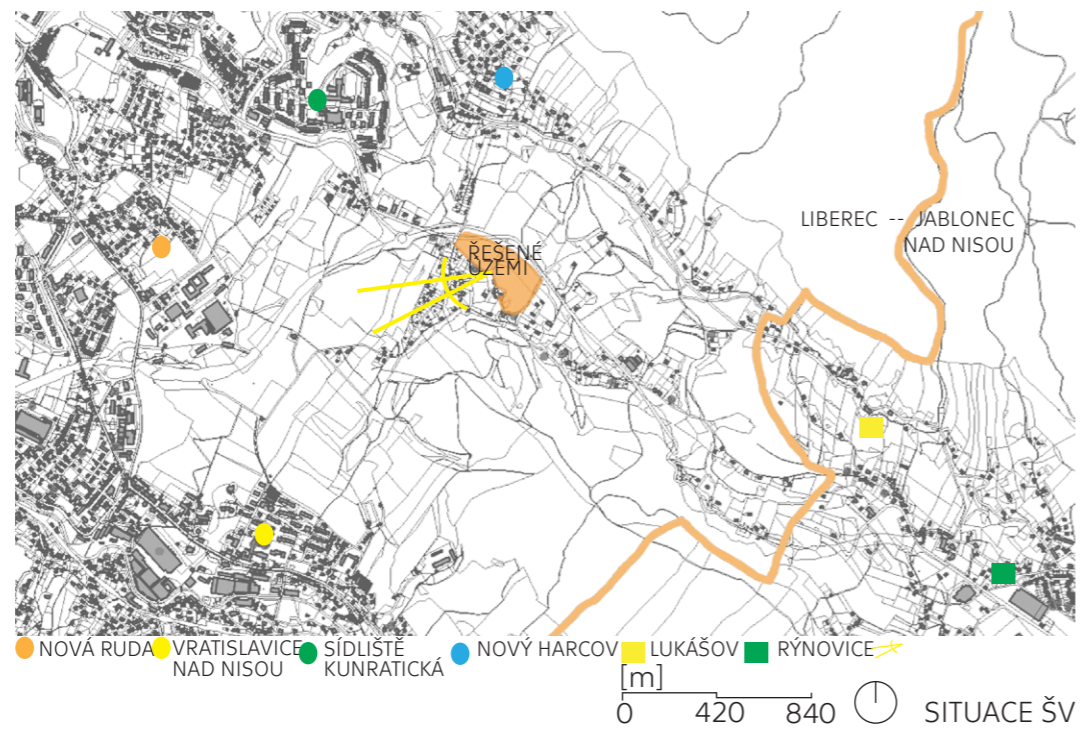 LIBEREC -- JABLONEC
NAD NISOU
ŘEŠENÉ
ÚZEMÍ
NOVÁ RUDA
VRATISLAVICE
NAD NISOU
SÍDLIŠTĚ
KUNRATICKÁ
NOVÝ HARCOV
LUKÁŠOV
RÝNOVICE
[m]
0 420 840
SITUACE ŠV